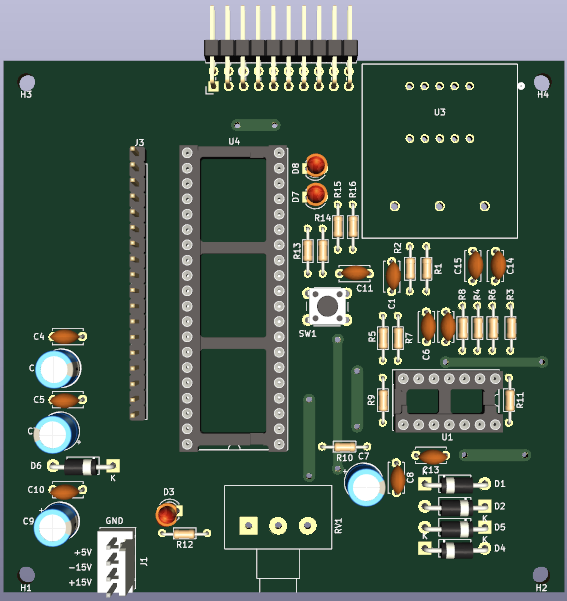 H3
H4
U3
J3
U4
D8
D7
R15
R16
R14
R13
C11
C1
R2
R1
C15
C14
SW1
R5
R7
C6
R8
R4
R6
R3
C4
C5
R9
R11
U1
R10
C7
C8
D6
K
C10
C9
D3
R12
RV1
K
D1
D2
K
D5
K
D4
K
GND
+5V
-15V
+15V
J1
H1
H2